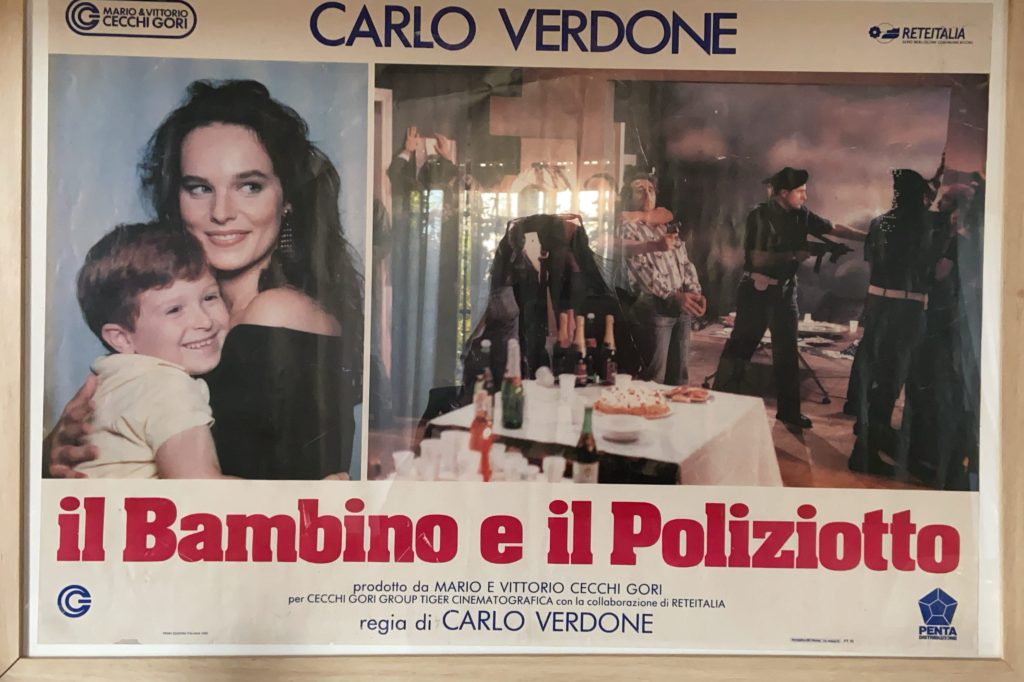 MARIO & VITTORIO
CECCHI GORI
CARLO VERDONE
RETEITALIA
il Bambino e il Poliziotto
prodotto da MARIO E VITTORIO CECCHI GORI
per CECCHI GORI GROUP TIGER CINEMATOGRAFICA con la collaborazione di RETEITALIA
regia di CARLO VERDONE
PENTA
DISTRIBUZIONE